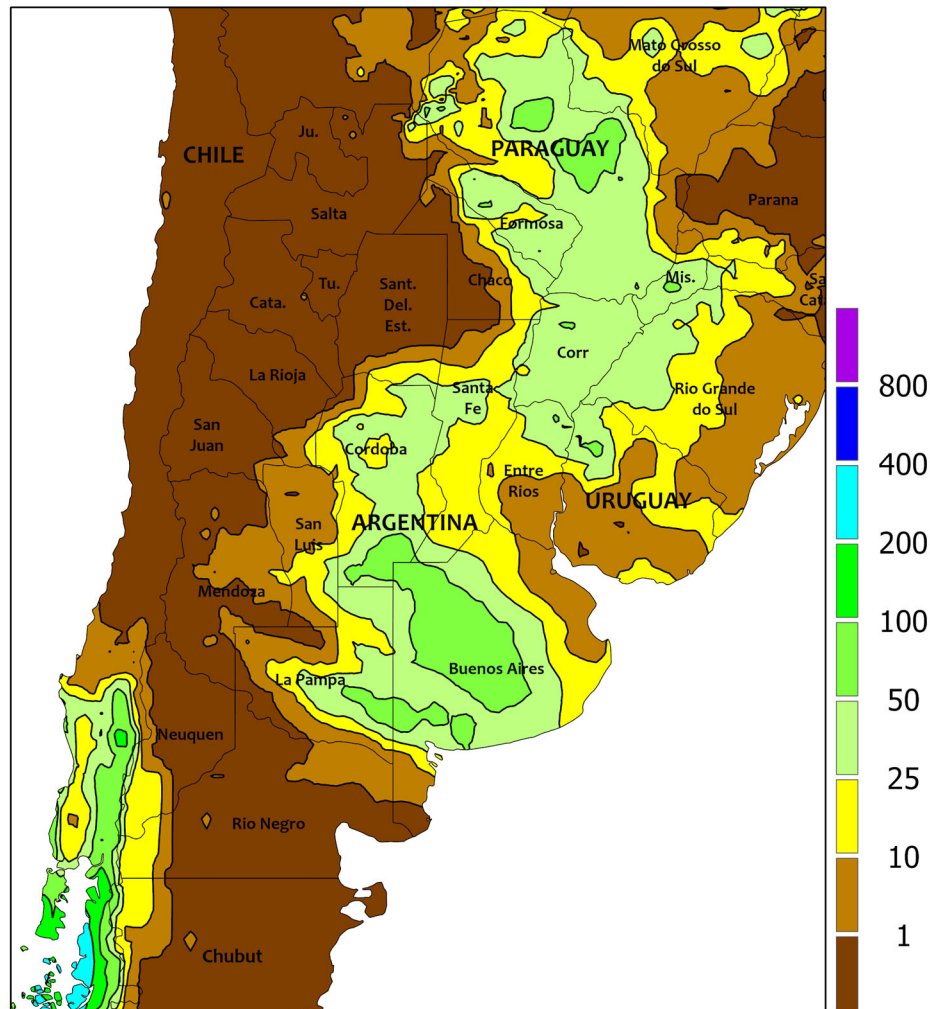 Mato Grosso
do Sul
Ju.
CHILE
PARAGUAY
Parana
Salta
Formosa
Chaco
Mis.
Sa
Cat.
Cata.
Tu.
Sant.
Del.
Est.
Corr
La Rioja
Santa
Fe
Rio Grande
do Sul
San
Juan
Cordoba
Entre
Rios
URUGUAY
San
Luis
ARGENTINA
Mendoza
Buenos Aires
La Pampa
Neuquen
Rio Negro
Chubut
800
400
200
100
50
25
10
1